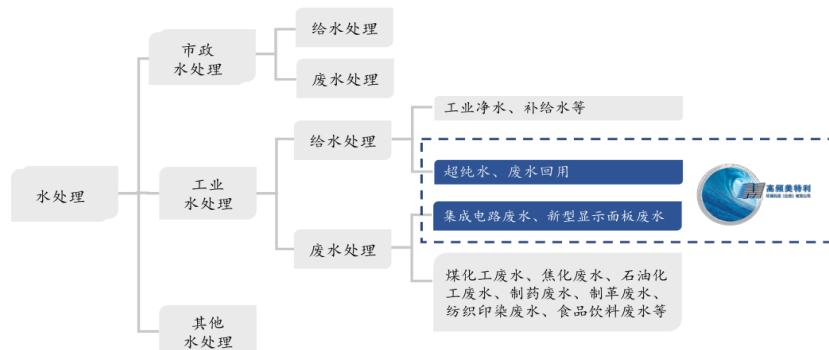 给水处理
市政
水处理
废水处理
工业净水、补给水等
给水处理
超纯水、废水回用
高频美特利
水处理
工业
水处理
集成电路废水、新型显示面板废水
废水处理
煤化工废水、焦化废水、石油化
工废水、制药废水、制革废水、
纺织印染废水、食品饮料废水等
其他
水处理